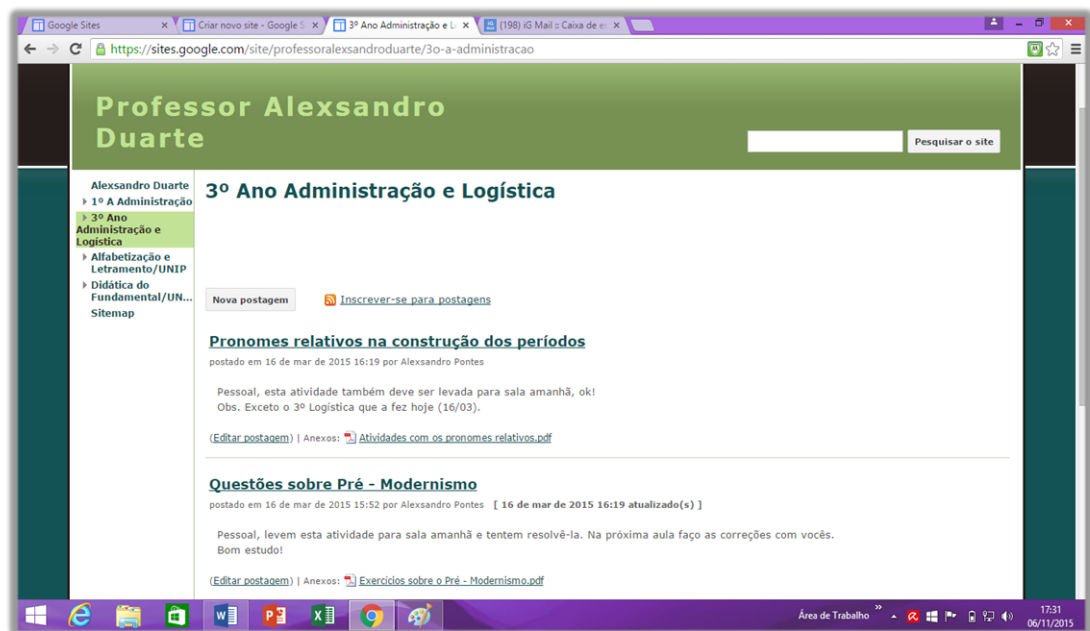 Google Sites
Criar novo site - Google S
3º Ano Administração e L
(198) iG Mail :: Caixa de e
https://sites.google.com/site/professoralexsandroduarte/3o-a-administracao
Professor Alexsandro
Duarte
Pesquisar o site
Alexsandro Duarte
1º A Administração
3º Ano
Administração e
Logística
Alfabetização e
Letramento/UNIP
Didática do
Fundamental/UN...
Sitemap
3º Ano Administração e Logística
Nova postagem
Inscrever-se para postagens
Pronomes relativos na construção dos períodos
postado em 16 de mar de 2015 16:19 por Alexsandro Pontes
Pessoal, esta atividade também deve ser levada para sala amanhã, ok!
Obs. Exceto o 3º Logística que a fez hoje (16/03).
(Editar postagem) | Anexos: Atividades com os pronomes relativos.pdf
Questões sobre Pré - Modernismo
postado em 16 de mar de 2015 15:52 por Alexsandro Pontes [ 16 de mar de 2015 16:19 atualizado(s) ]
Pessoal, levem esta atividade para sala amanhã e tentem resolvê-la. Na próxima aula faço as correções com vocês.
Bom estudo!
(Editar postagem) | Anexos: Exercícios sobre o Pré - Modernismo.pdf
Área de Trabalho
17:31
06/11/2015